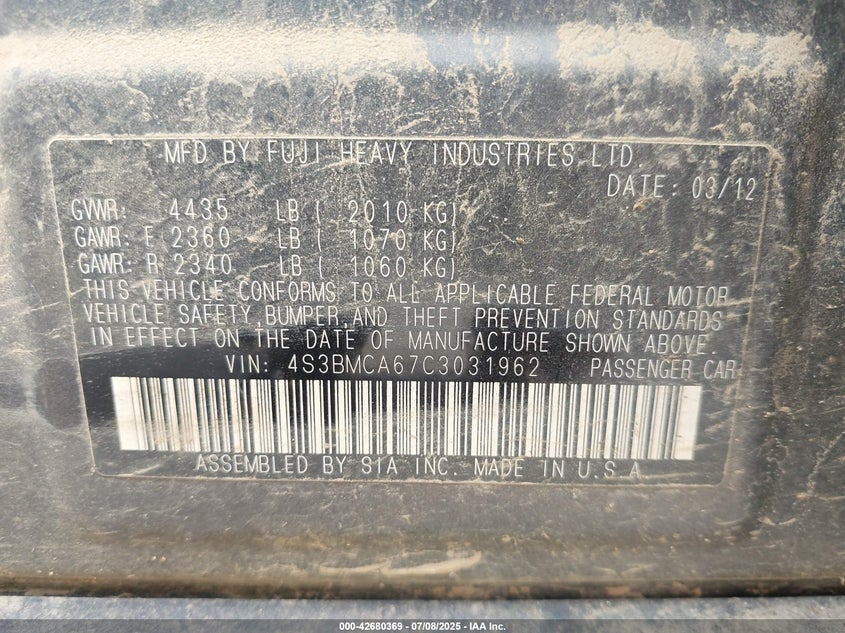 MFD BY FUJI HEAVY INDUSTRIES LTD.
DATE: 03/12
GVWR: 4435 LB ( 2010 KG)
GAWR: F 2360 LB ( 1070 KG)
GAWR: R 2340 LB ( 1060 KG)
THIS VEHICLE CONFORMS TO ALL APPLICABLE FEDERAL MOTOR
VEHICLE SAFETY, BUMPER, AND THEFT PREVENTION STANDARDS
IN EFFECT ON THE DATE OF MANUFACTURE SHOWN ABOVE.
VIN: 4S3BMCA67C3031962 PASSENGER CAR
ASSEMBLED BY SIA INC. MADE IN U.S.A
000-42680369 - 07/08/2025 - IAA Inc.